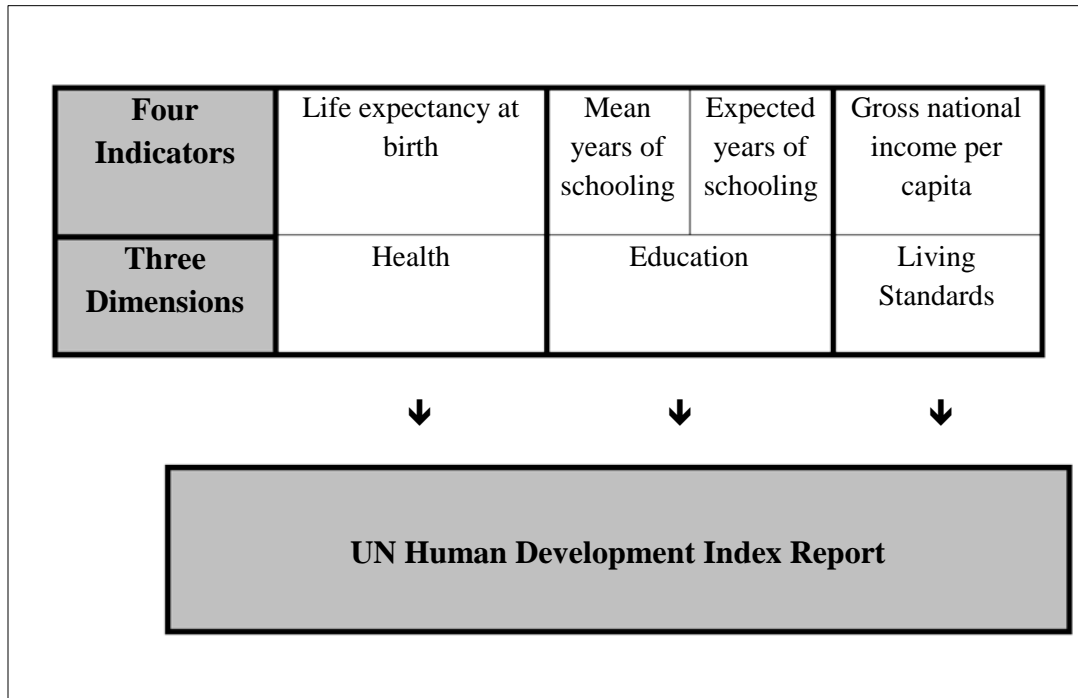 Four
Indicators
Life expectancy at
birth
Mean
years of
schooling
Expected
years of
schooling
Gross national
income per
capita
Three
Dimensions
Health
Education
Living
Standards
UN Human Development Index Report